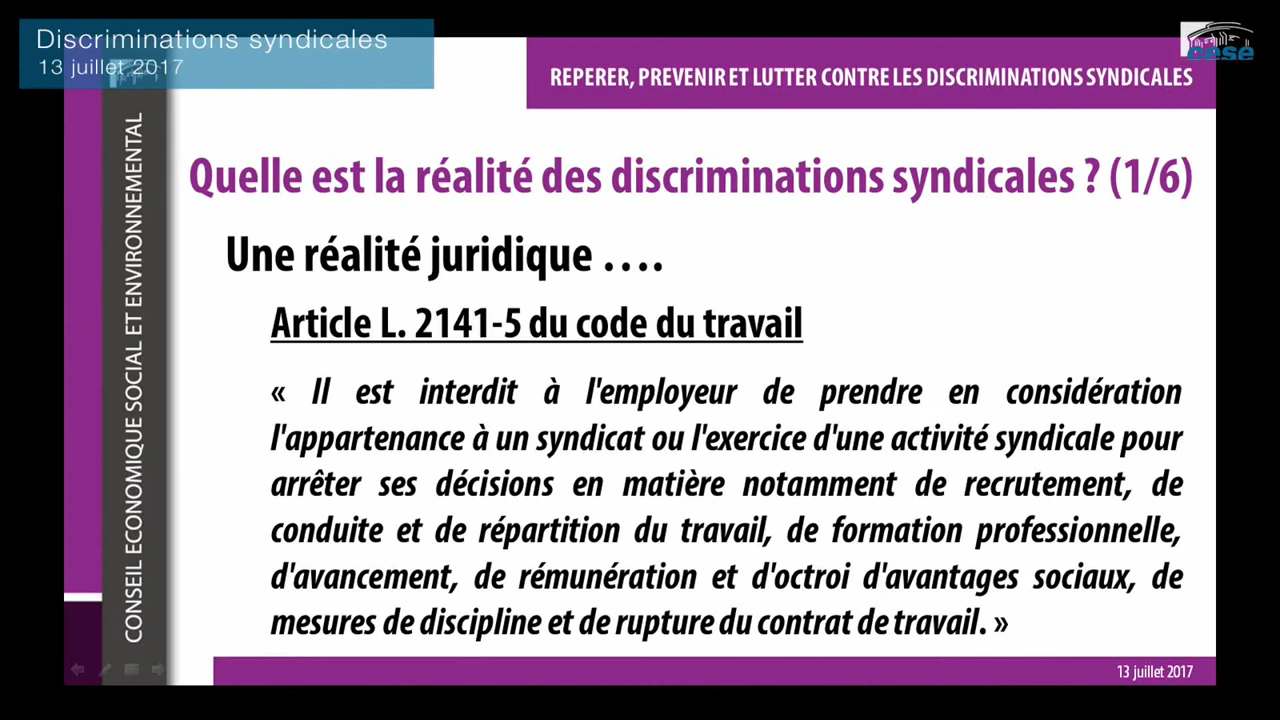 Discriminations syndicales
13 juillet 2017
cese
REPERER, PREVENIR ET LUTTER CONTRE LES DISCRIMINATIONS SYNDICALES
CONSEIL ECONOMIQUE SOCIAL ET ENVIRONNEMENTAL
Quelle est la réalité des discriminations syndicales ? (1/6)
Une réalité juridique ….
Article L. 2141-5 du code du travail
« Il est interdit à l'employeur de prendre en considération
l'appartenance à un syndicat ou l'exercice d'une activité syndicale pour
arrêter ses décisions en matière notamment de recrutement, de
conduite et de répartition du travail, de formation professionnelle,
d'avancement, de rémunération et d'octroi d'avantages sociaux, de
mesures de discipline et de rupture du contrat de travail. »
13 juillet 2017